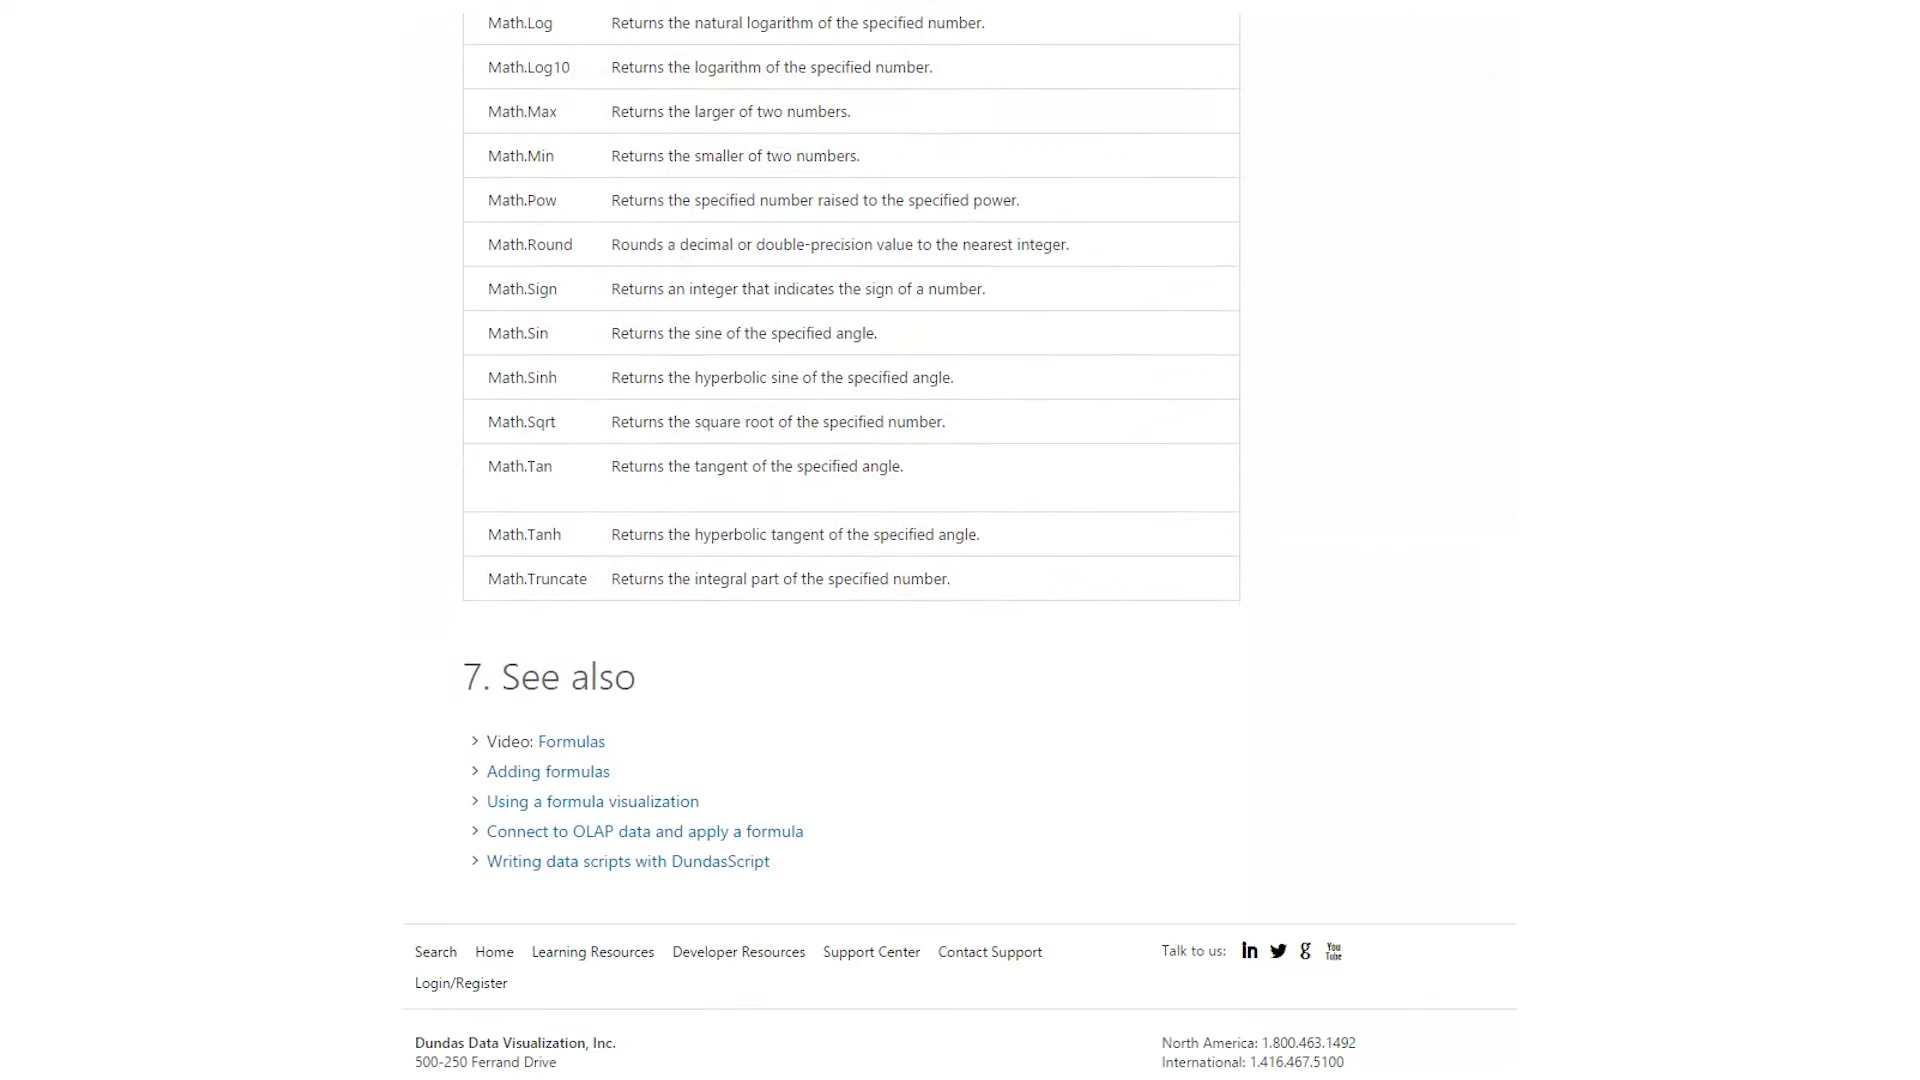 Math.Log Returns the natural logarithm of the specified number.
Math.Log10 Returns the logarithm of the specified number.
Math.Max Returns the larger of two numbers.
Math.Min Returns the smaller of two numbers.
Math.Pow Returns the specified number raised to the specified power.
Math.Round Rounds a decimal or double-precision value to the nearest integer.
Math.Sign Returns an integer that indicates the sign of a number.
Math.Sin Returns the sine of the specified angle.
Math.Sinh Returns the hyperbolic sine of the specified angle.
Math.Sqrt Returns the square root of the specified number.
Math.Tan Returns the tangent of the specified angle.
Math.Tanh Returns the hyperbolic tangent of the specified angle.
Math.Truncate Returns the integral part of the specified number.
7. See also
Video: Formulas
Adding formulas
Using a formula visualization
Connect to OLAP data and apply a formula
Writing data scripts with DundasScript
Search Home Learning Resources Developer Resources Support Center Contact Support
Login/Register
Talk to us: in g You Tube
Dundas Data Visualization, Inc.
500-250 Ferrand Drive
North America: 1.800.463.1492
International: 1.416.467.5100